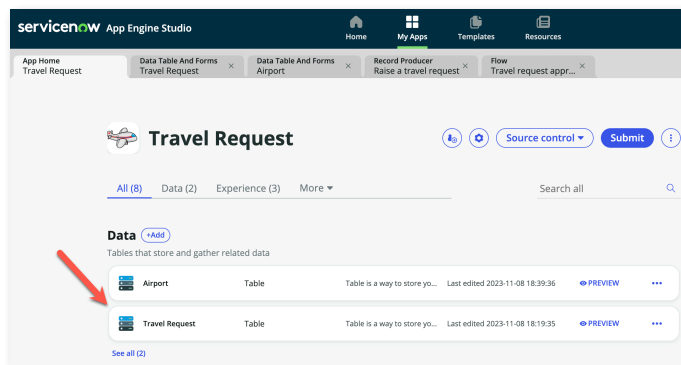 servicenow App Engine Studio
Home
My Apps
Templates
Resources
App Home
Travel Request
Data Table And Forms
Travel Request
Data Table And Forms
Airport
Record Producer
Raise a travel request
Flow
Travel request appr...
Travel Request
Source control
Submit
All (8) Data (2) Experience (3) More
Search all
Data +Add
Tables that store and gather related data
Airport Table Table is a way to store yo... Last edited 2023-11-08 18:39:36 PREVIEW
Travel Request Table Table is a way to store yo... Last edited 2023-11-08 18:19:35 PREVIEW
See all (2)